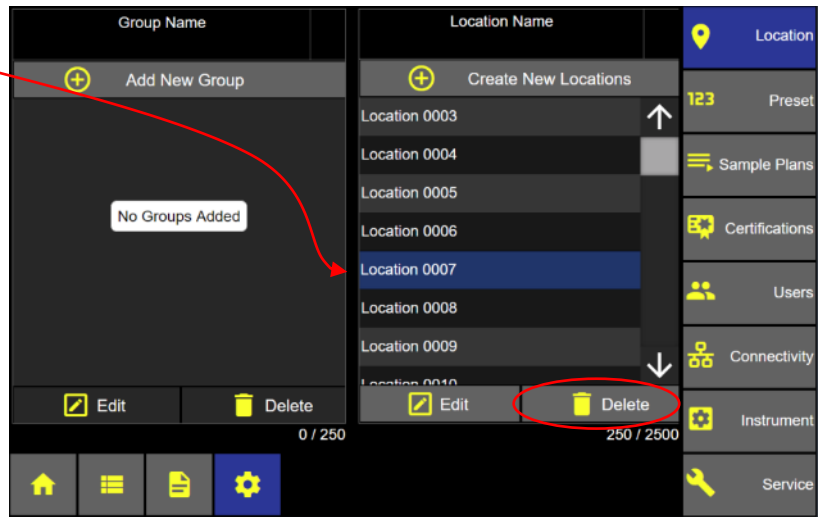 Group Name
Add New Group
No Groups Added
Edit
Delete
0 / 250
Location Name
Create New Locations
Location 0003
Location 0004
Location 0005
Location 0006
Location 0007
Location 0008
Location 0009
Location 0010
Edit
Delete
250 / 2500
Location
123 Preset
Sample Plans
Certifications
Users
Connectivity
Instrument
Service